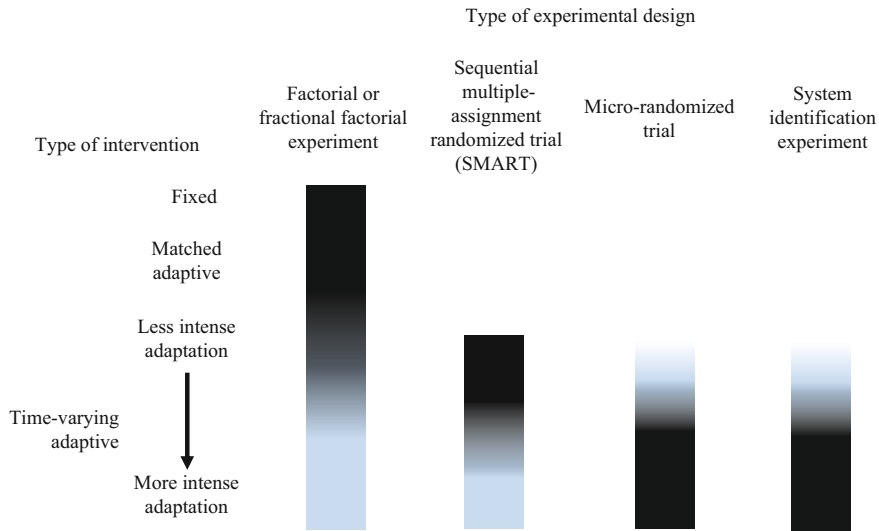 Type of experimental design
Type of intervention
Factorial or
fractional factorial
experiment
Sequential
multiple-
assignment
randomized trial
(SMART)
Micro-randomized
trial
System
identification
experiment
Fixed
Matched
adaptive
Less intense
adaptation
Time-varying
adaptive
More intense
adaptation